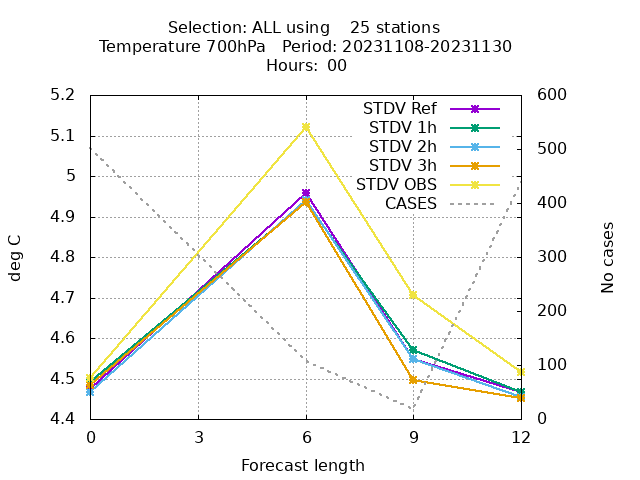 Selection: ALL using    25 stations
Temperature 700hPa   Period: 20231108-20231130
Hours: 00
5.2
5.1
5
4.9
4.8
4.7
4.6
4.5
4.4
deg C
STDV Ref
STDV 1h
STDV 2h
STDV 3h
STDV OBS
CASES
600
500
400
300
200
100
0
No cases
0
3
6
9
12
Forecast length